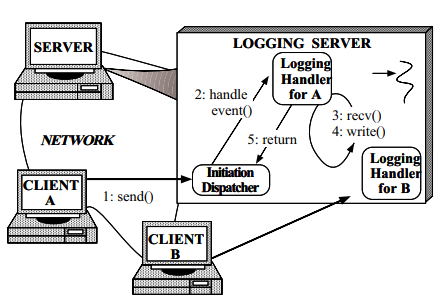 SERVER
LOGGING SERVER
Logging
Handler
for A
2: handle
event()
3: recv()
4: write()
5: return
NETWORK
Initiation
Dispatcher
Logging
Handler
for B
CLIENT
A
1: send()
CLIENT
B